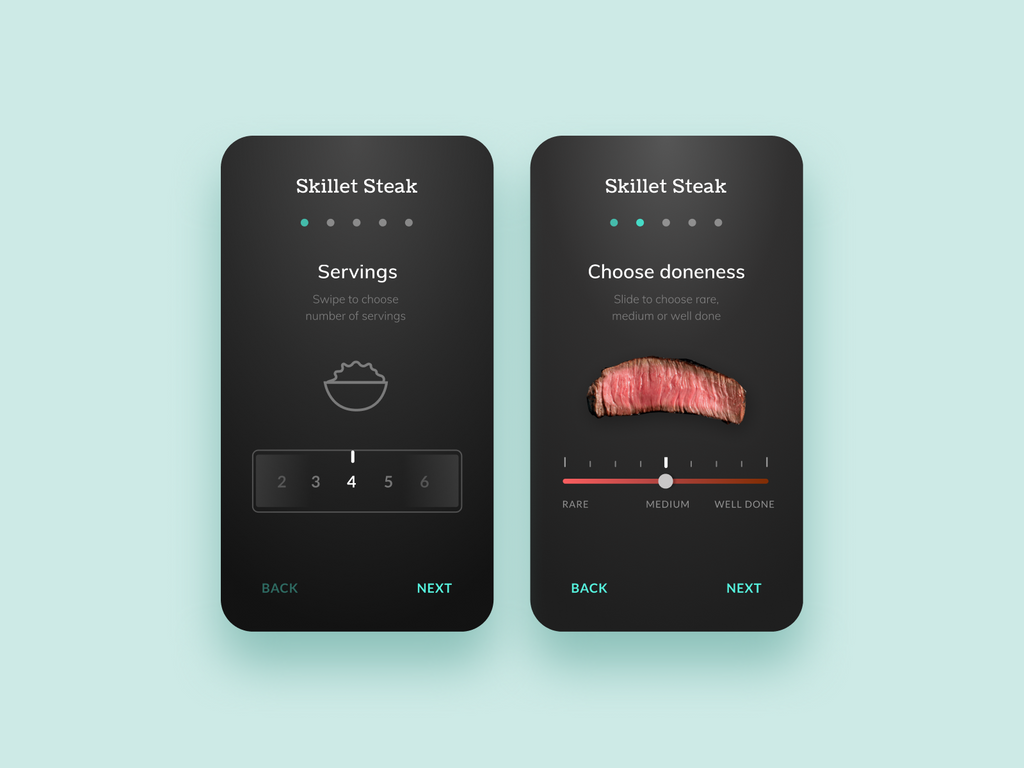 Skillet Steak
Servings
Swipe to choose
number of servings
2 3 4 5 6
BACK NEXT
Skillet Steak
Choose doneness
Slide to choose rare,
medium or well done
RARE MEDIUM WELL DONE
BACK NEXT